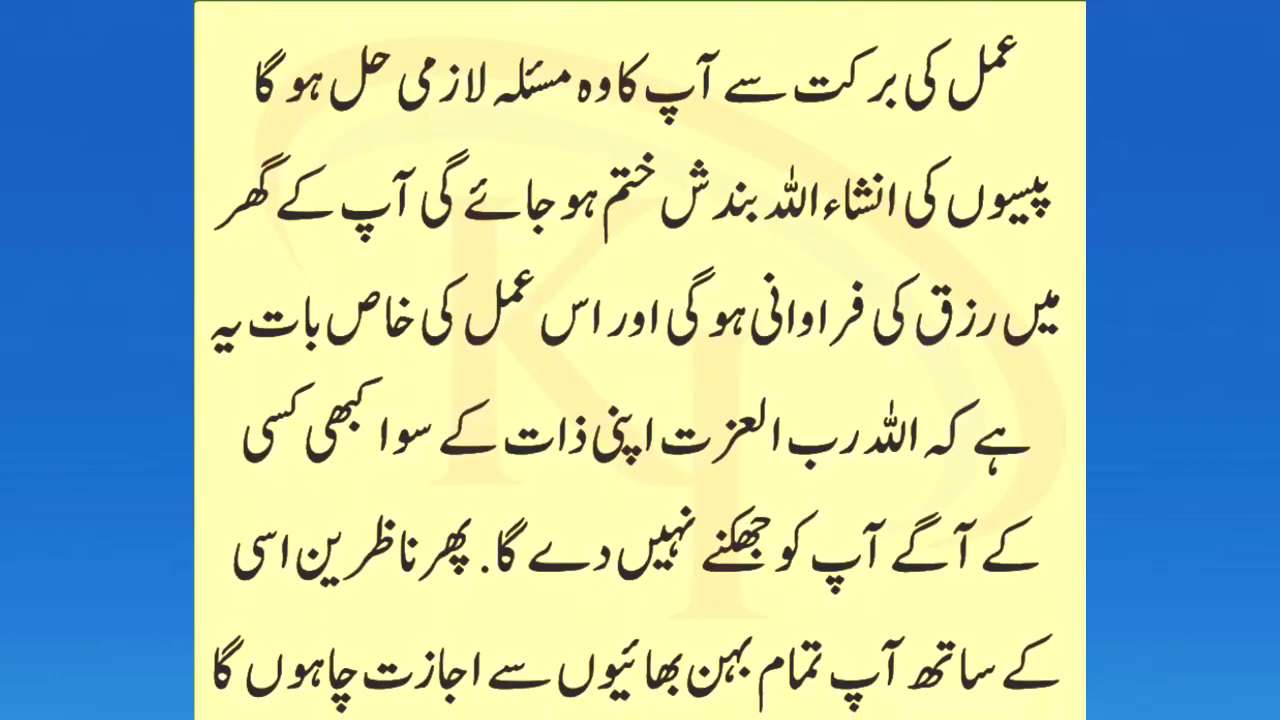 عمل کی برکت سے آپ کا وہ مسئلہ لازمی حل ہو گا
پیسوں کی انشاء اللہ بندش ختم ہو جائے گی آپ کے گھر
میں رزق کی فراوانی ہو گی اور اس عمل کی خاص بات یہ
ہے کہ اللہ رب العزت اپنی ذات کے سوا کبھی کسی
کے آگے آپ کو جھکنے نہیں دے گا. پھر ناظرین اسی
کے ساتھ آپ تمام بہن بھائیوں سے اجازت چاہوں گا